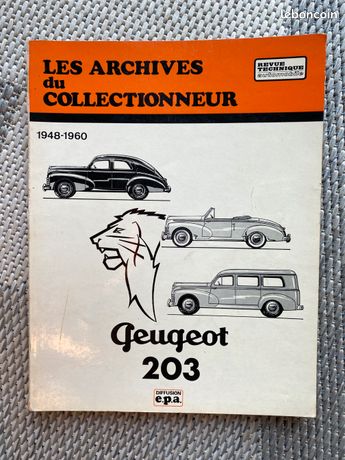 leboncoin
LES ARCHIVES
du
COLLECTIONNEUR
REVUE
TECHNIQUE
automobile
1948-1960
Peugeot
203
DIFFUSION
e.p.a.